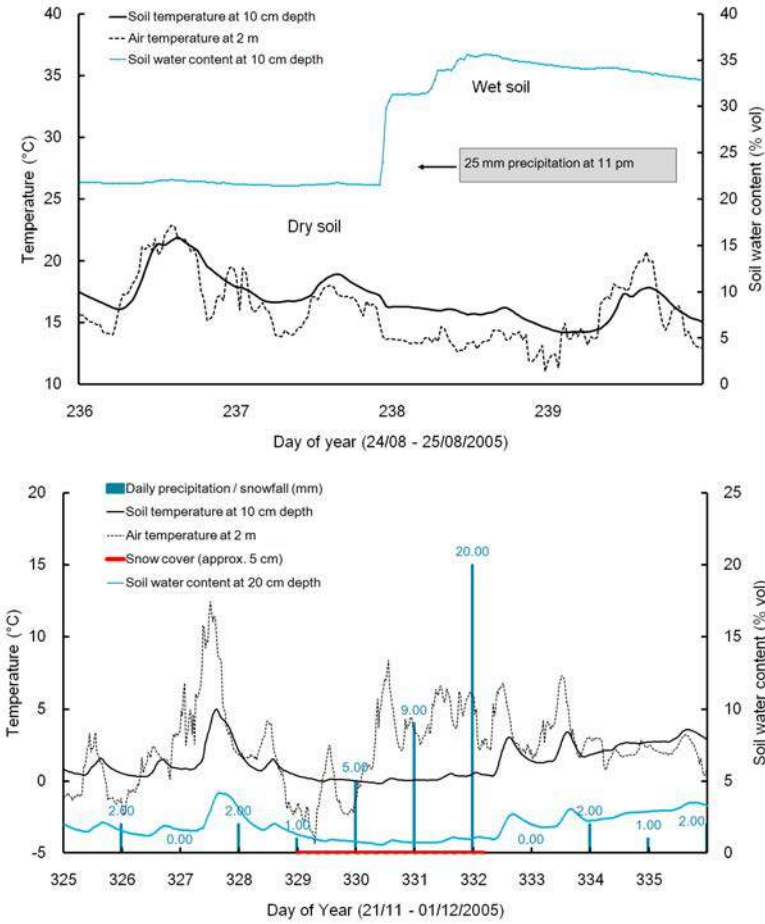 Soil temperature at 10 cm depth
Air temperature at 2 m
Soil water content at 10 cm depth
40
35
30
25
20
15
10
Temperature (°C)
40
35
30
25
20
15
10
5
0
Soil water content (% vol)
Wet soil
25 mm precipitation at 11 pm
Dry soil
236 237 238 239
Day of year (24/08 - 25/08/2005)
Daily precipitation / snowfall (mm)
Soil temperature at 10 cm depth
Air temperature at 2 m
Snow cover (approx. 5 cm)
Soil water content at 20 cm depth
20
15
10
5
0
-5
Temperature (°C)
25
20
15
10
5
0
Soil water content (% vol)
20.00
9.00
5.00
2.00 0.00 2.00 1.00 0.00 2.00 1.00 2.00
325 326 327 328 329 330 331 332 333 334 335
Day of Year (21/11 - 01/12/2005)